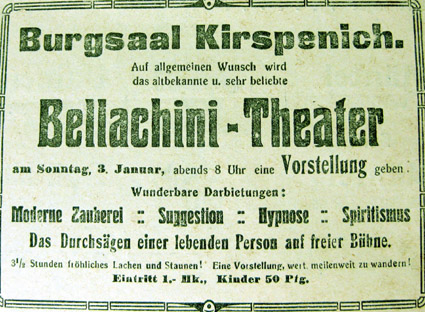 Burgsaal Kirspenich.
Auf allgemeinen Wunsch wird
das altbekannte u. sehr beliebte
Bellachini-Theater
am Sonntag, 3. Januar, abends 8 Uhr eine Vorstellung geben.
Wunderbare Darbietungen:
Moderne Zauberei :: Suggestion :: Hypnose :: Spiritismus
Das Durchsägen einer lebenden Person auf freier Bühne.
3½ Stunden fröhliches Lachen und Staunen! Eine Vorstellung, wert, meilenweit zu wandern!
Eintritt 1,- Mk., Kinder 50 Pfg.